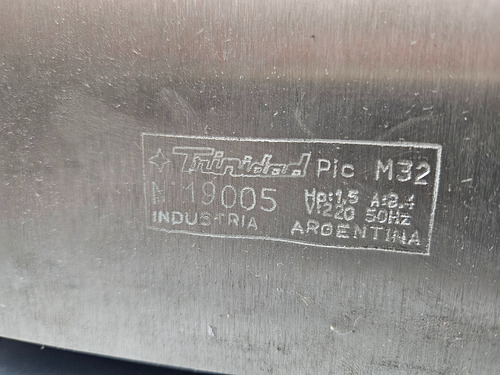 Trinidad Pic M32
N 19005 Hp:1.5 A:8.4
V:220 50Hz
INDUSTRIA ARGENTINA